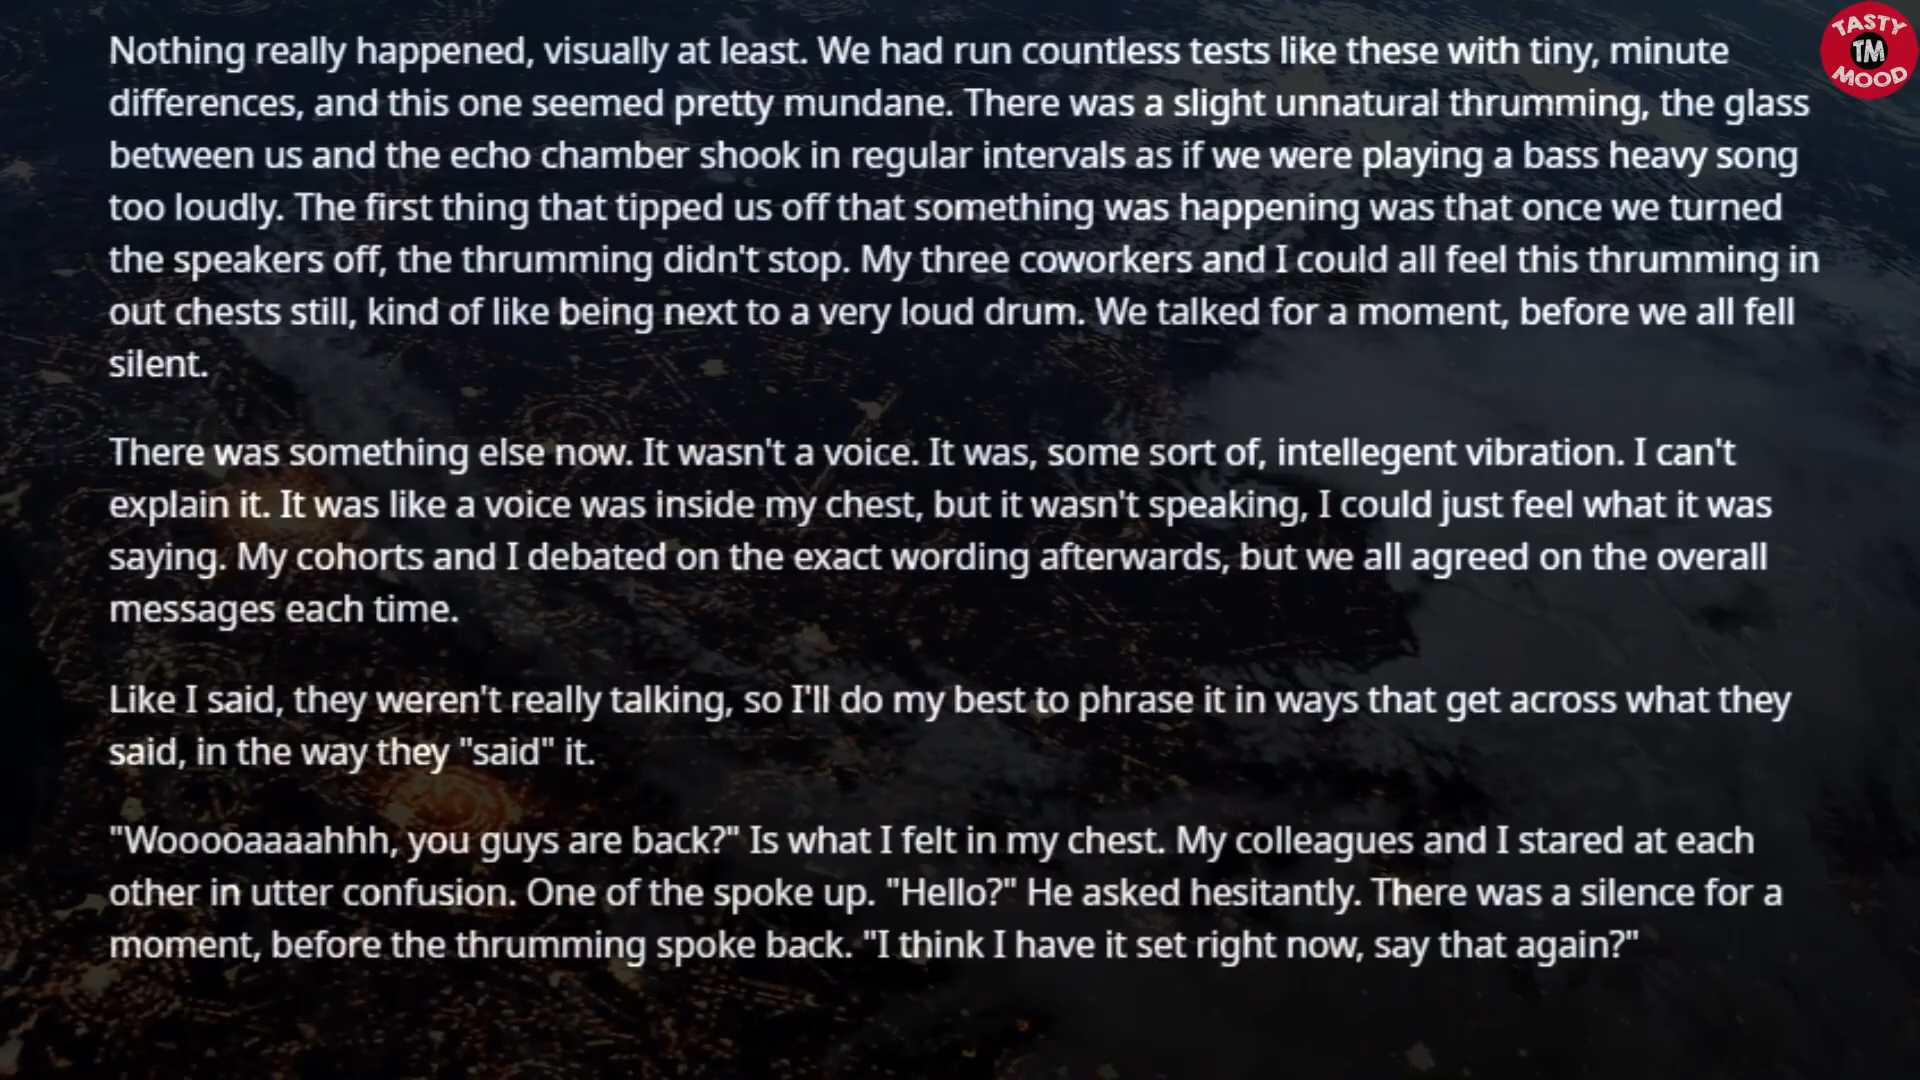 Nothing really happened, visually at least. We had run countless tests like these with tiny, minute
differences, and this one seemed pretty mundane. There was a slight unnatural thrumming, the glass
between us and the echo chamber shook in regular intervals as if we were playing a bass heavy song
too loudly. The first thing that tipped us off that something was happening was that once we turned
the speakers off, the thrumming didn't stop. My three coworkers and I could all feel this thrumming in
out chests still, kind of like being next to a very loud drum. We talked for a moment, before we all fell
silent.
There was something else now. It wasn't a voice. It was, some sort of, intellegent vibration. I can't
explain it. It was like a voice was inside my chest, but it wasn't speaking, I could just feel what it was
saying. My cohorts and I debated on the exact wording afterwards, but we all agreed on the overall
messages each time.
Like I said, they weren't really talking, so I'll do my best to phrase it in ways that get across what they
said, in the way they "said" it.
"Wooooaaaahhh, you guys are back?" Is what I felt in my chest. My colleagues and I stared at each
other in utter confusion. One of the spoke up. "Hello?" He asked hesitantly. There was a silence for a
moment, before the thrumming spoke back. "I think I have it set right now, say that again?"
TASTY
TM
MOOD